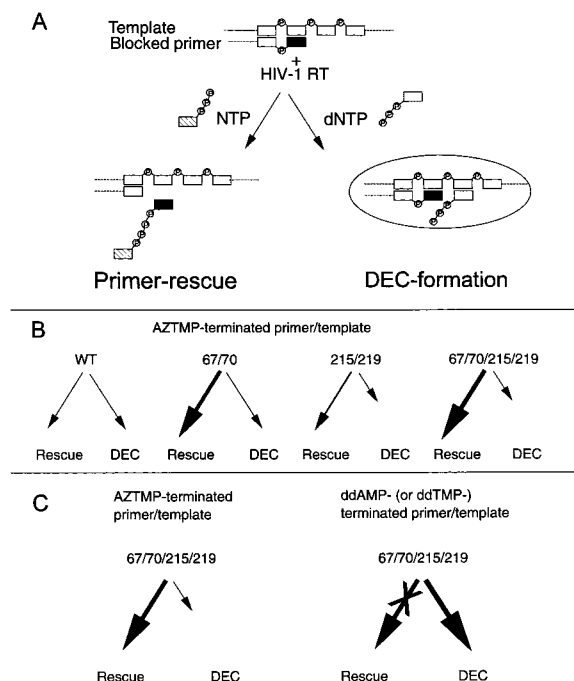 A
Template
Blocked primer
+
HIV-1 RT
P P P P
P
P P P
NTP
dNTP
P P P
P P P
P P P
P P P P
P P P
Primer-rescue
DEC-formation
B
AZTMP-terminated primer/template
WT 67/70 215/219 67/70/215/219
Rescue DEC Rescue DEC Rescue DEC Rescue DEC
C
AZTMP-terminated
primer/template
ddAMP- (or ddTMP-)
terminated primer/template
67/70/215/219
67/70/215/219
Rescue DEC Rescue DEC